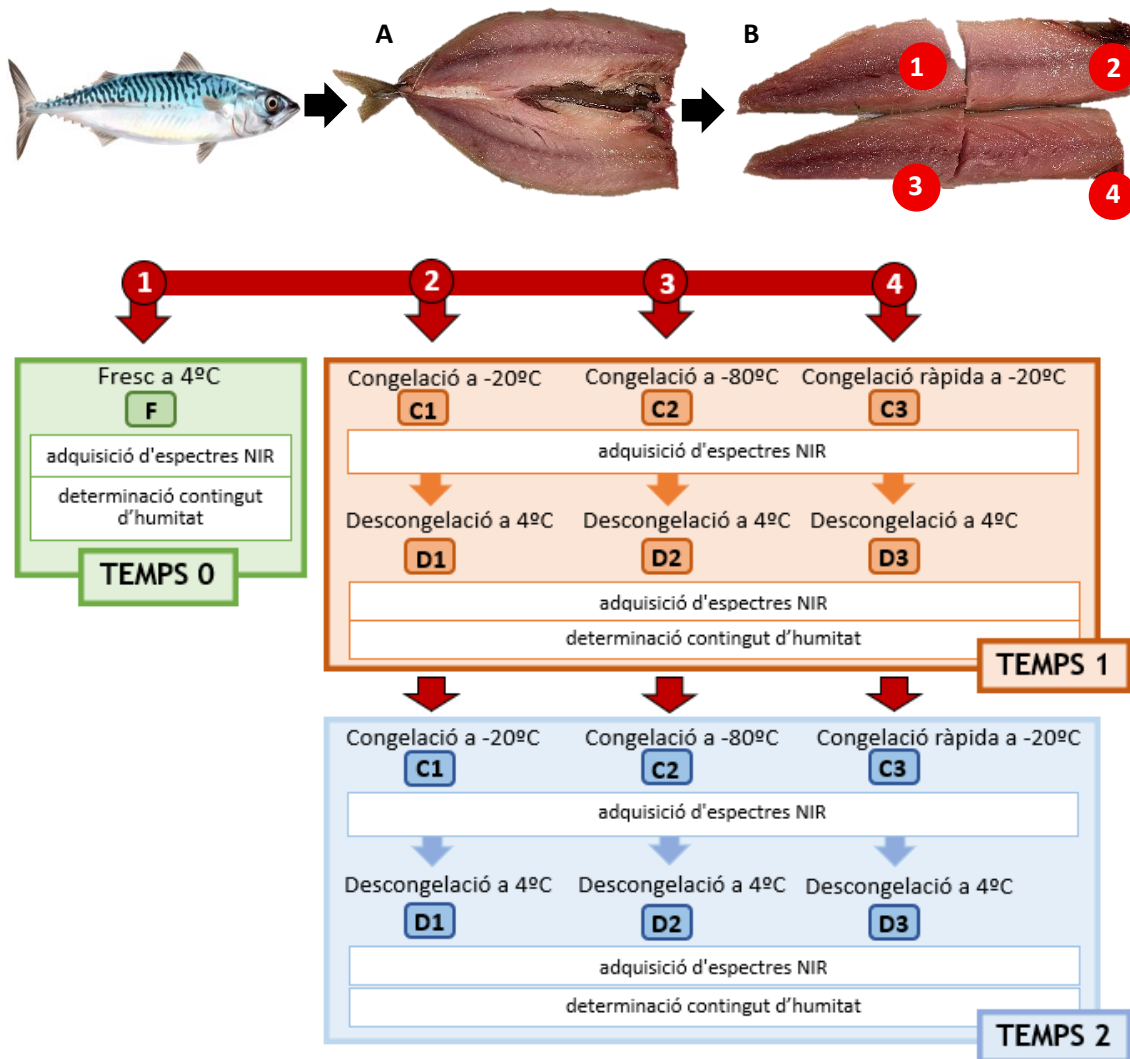 A
B
1
2
3
4
1
2
3
4
Fresc a 4ºC
F
adquisició d'espectres NIR
determinació contingut
d’humitat
TEMPS 0
Congelació a -20ºC
Congelació a -80ºC
Congelació ràpida a -20ºC
C1
C2
C3
adquisició d'espectres NIR
Descongelació a 4ºC
Descongelació a 4ºC
Descongelació a 4ºC
D1
D2
D3
adquisició d'espectres NIR
determinació contingut d’humitat
TEMPS 1
Congelació a -20ºC
Congelació a -80ºC
Congelació ràpida a -20ºC
C1
C2
C3
adquisició d'espectres NIR
Descongelació a 4ºC
Descongelació a 4ºC
Descongelació a 4ºC
D1
D2
D3
adquisició d'espectres NIR
determinació contingut d’humitat
TEMPS 2